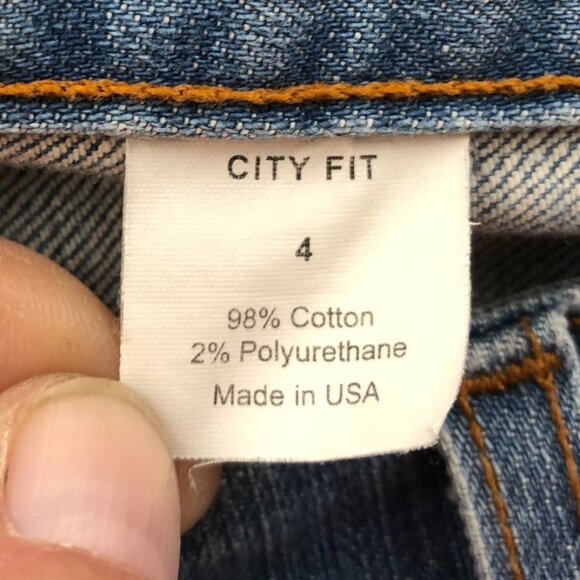 CITY FIT
4
98% Cotton
2% Polyurethane
Made in USA